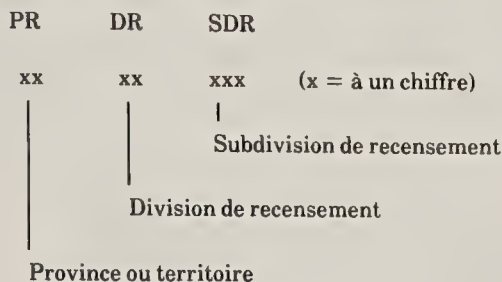 PR DR SDR
xx xx xxx (x = à un chiffre)
Subdivision de recensement
Division de recensement
Province ou territoire